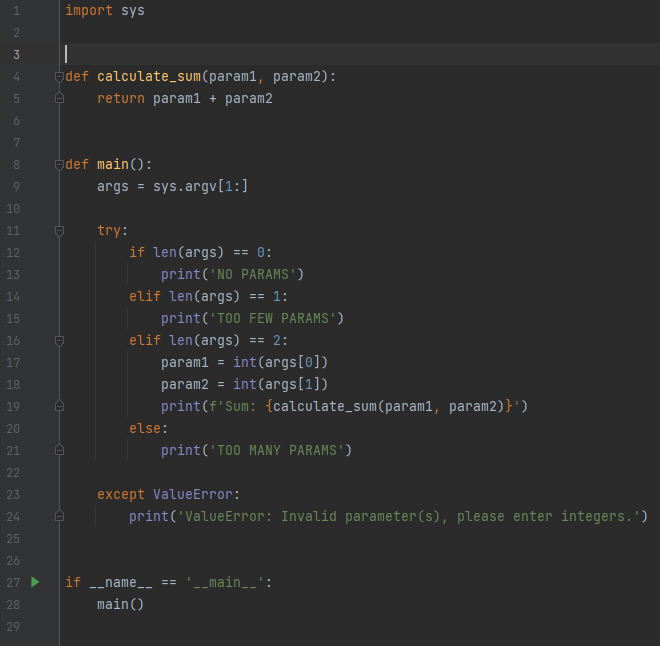 1 import sys
2
3
4 def calculate_sum(param1, param2):
5     return param1 + param2
6
7
8 def main():
9     args = sys.argv[1:]
10
11     try:
12         if len(args) == 0:
13             print('NO PARAMS')
14         elif len(args) == 1:
15             print('TOO FEW PARAMS')
16         elif len(args) == 2:
17             param1 = int(args[0])
18             param2 = int(args[1])
19             print(f'Sum: {calculate_sum(param1, param2)}')
20         else:
21             print('TOO MANY PARAMS')
22
23     except ValueError:
24         print('ValueError: Invalid parameter(s), please enter integers.')
25
26
27 if __name__ == '__main__':
28     main()
29